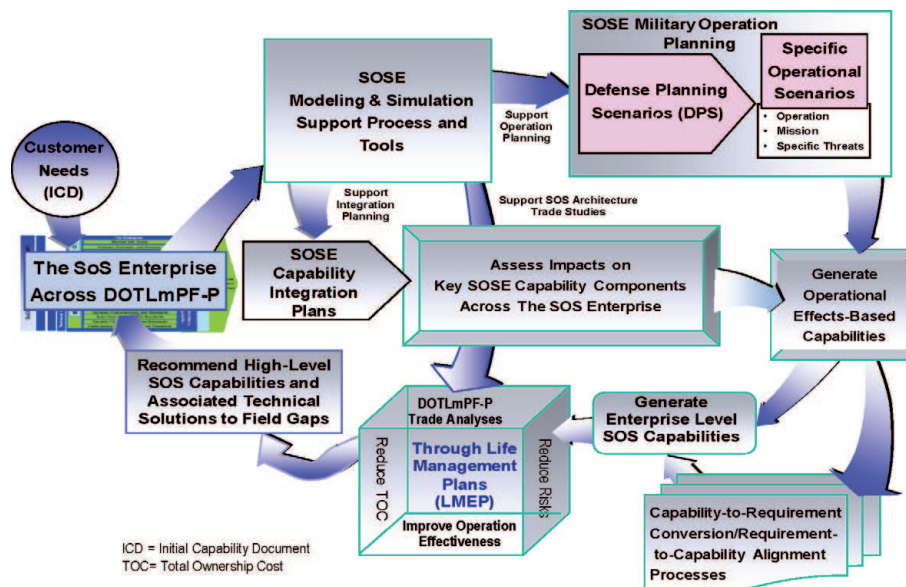 SOSE Military Operation
Planning
SOSE
Modeling & Simulation
Support Process and
Tools
Support
Operation
Planning
Defense Planning
Scenarios (DPS)
Specific
Operational
Scenarios
• Operation
• Mission
• Specific Threats
Customer
Needs
(ICD)
Support
Integration
Planning
Support SOS Architecture
Trade Studies
The SoS Enterprise
Across DOTLmPF-P
SOSE
Capability
Integration
Plans
Assess Impacts on
Key SOSE Capability Components
Across The SOS Enterprise
Generate
Operational
Effects-Based
Capabilities
Recommend High-Level
SOS Capabilities and
Associated Technical
Solutions to Field Gaps
DOTLmPF-P
Trade Analyses
Reduce TOC
Through Life
Management
Plans
(LMEP)
Reduce Risks
Improve Operation
Effectiveness
Generate
Enterprise Level
SOS Capabilities
Capability-to-Requirement
Conversion/Requirement-
to-Capability Alignment
Processes
ICD = Initial Capability Document
TOC= Total Ownership Cost